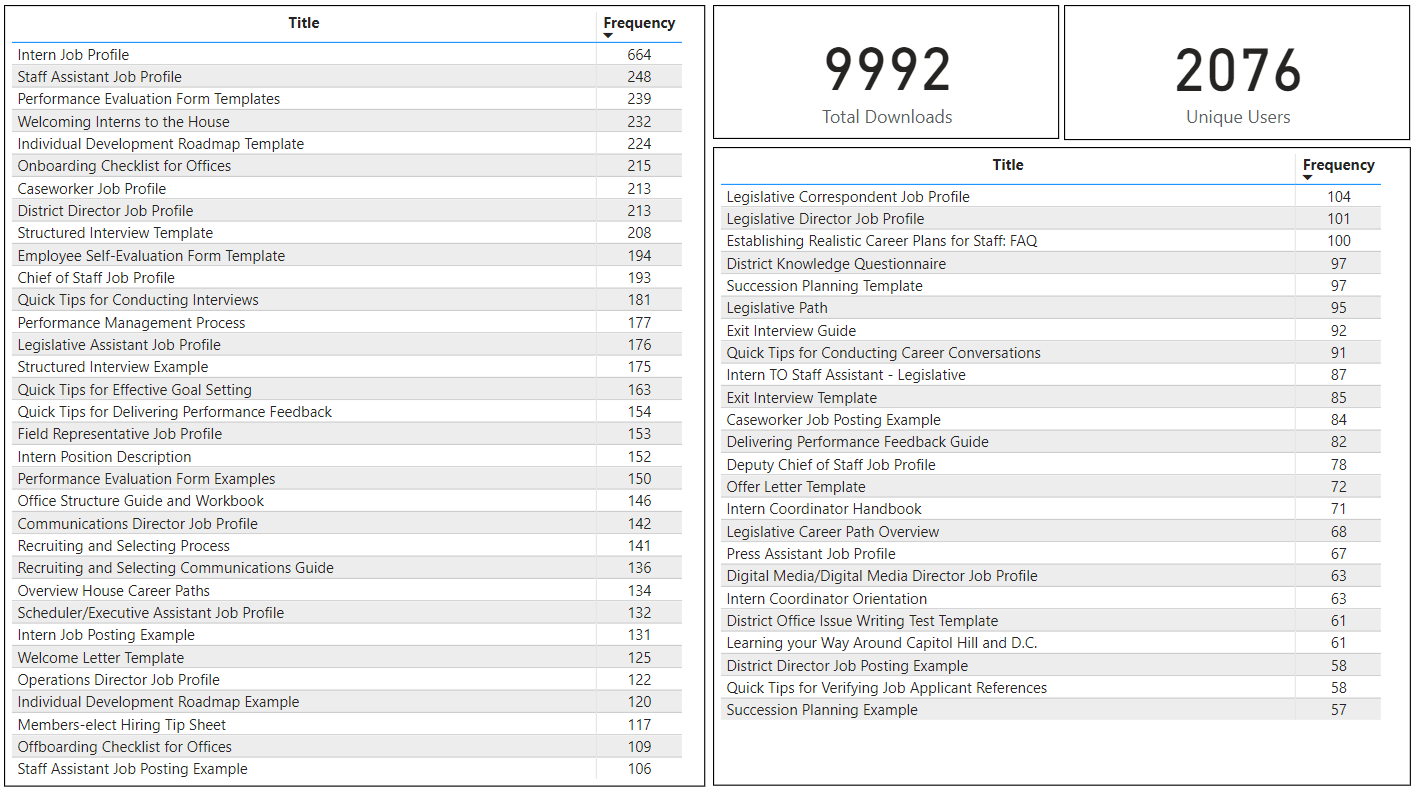 Title Frequency
Intern Job Profile 664
Staff Assistant Job Profile 248
Performance Evaluation Form Templates 239
Welcoming Interns to the House 232
Individual Development Roadmap Template 224
Onboarding Checklist for Offices 215
Caseworker Job Profile 213
District Director Job Profile 213
Structured Interview Template 208
Employee Self-Evaluation Form Template 194
Chief of Staff Job Profile 193
Quick Tips for Conducting Interviews 181
Performance Management Process 177
Legislative Assistant Job Profile 176
Structured Interview Example 175
Quick Tips for Effective Goal Setting 163
Quick Tips for Delivering Performance Feedback 154
Field Representative Job Profile 153
Intern Position Description 152
Performance Evaluation Form Examples 150
Office Structure Guide and Workbook 146
Communications Director Job Profile 142
Recruiting and Selecting Process 141
Recruiting and Selecting Communications Guide 136
Overview House Career Paths 134
Scheduler/Executive Assistant Job Profile 132
Intern Job Posting Example 131
Welcome Letter Template 125
Operations Director Job Profile 122
Individual Development Roadmap Example 120
Members-elect Hiring Tip Sheet 117
Offboarding Checklist for Offices 109
Staff Assistant Job Posting Example 106
9992
Total Downloads
2076
Unique Users
Title Frequency
Legislative Correspondent Job Profile 104
Legislative Director Job Profile 101
Establishing Realistic Career Plans for Staff: FAQ 100
District Knowledge Questionnaire 97
Succession Planning Template 97
Legislative Path 95
Exit Interview Guide 92
Quick Tips for Conducting Career Conversations 91
Intern TO Staff Assistant - Legislative 87
Exit Interview Template 85
Caseworker Job Posting Example 84
Delivering Performance Feedback Guide 82
Deputy Chief of Staff Job Profile 78
Offer Letter Template 72
Intern Coordinator Handbook 71
Legislative Career Path Overview 68
Press Assistant Job Profile 67
Digital Media/Digital Media Director Job Profile 63
Intern Coordinator Orientation 63
District Office Issue Writing Test Template 61
Learning your Way Around Capitol Hill and D.C. 61
District Director Job Posting Example 58
Quick Tips for Verifying Job Applicant References 58
Succession Planning Example 57